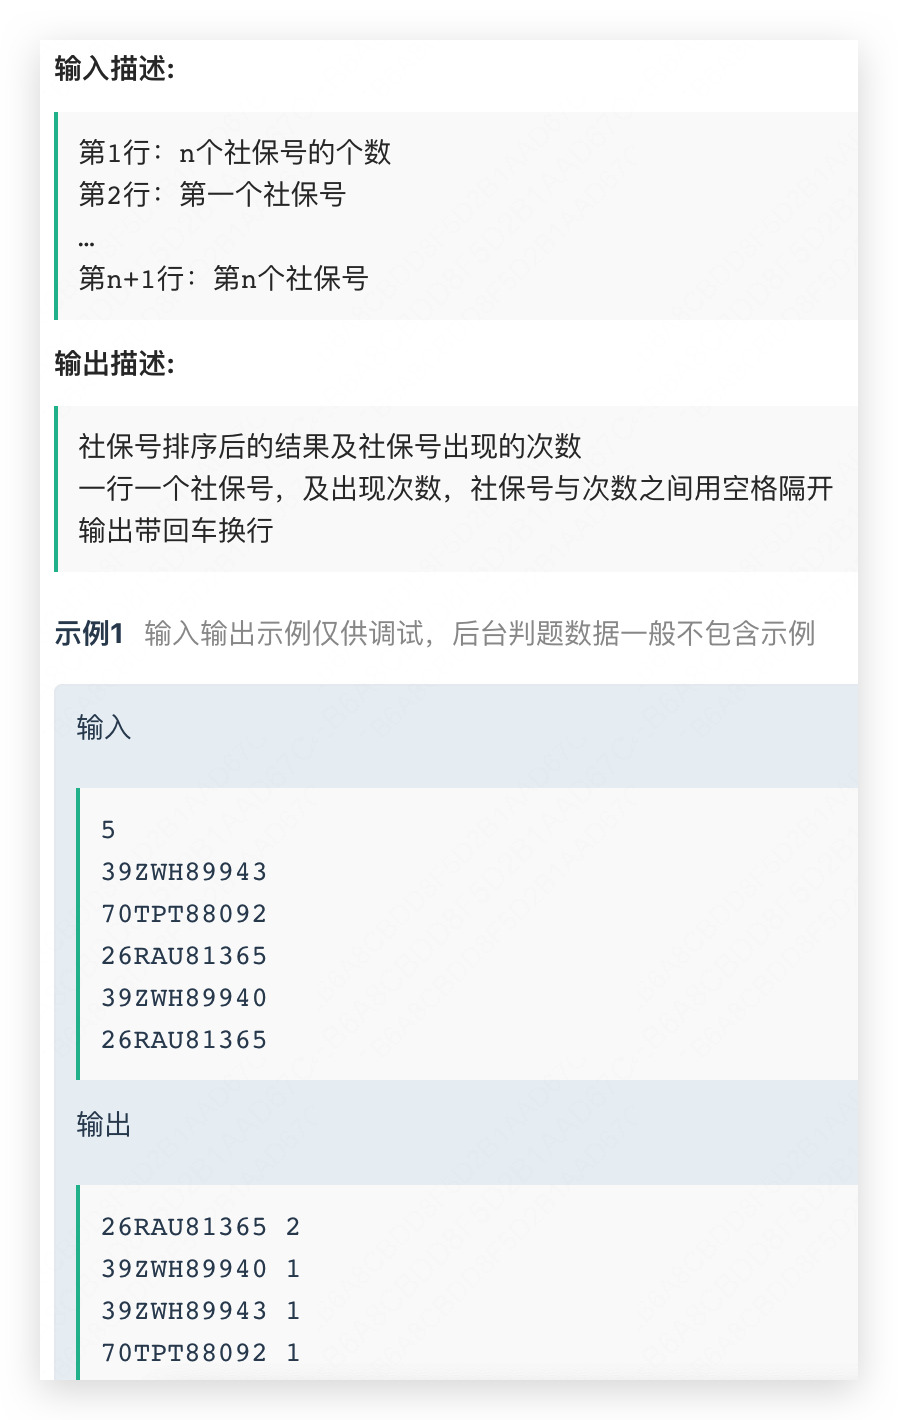 输入描述:
第1行：n个社保号的个数
第2行：第一个社保号
…
第n+1行：第n个社保号
输出描述:
社保号排序后的结果及社保号出现的次数
一行一个社保号，及出现次数，社保号与次数之间用空格隔开
输出带回车换行
示例1 输入输出示例仅供调试，后台判题数据一般不包含示例
输入
5
39ZWH89943
70TPT88092
26RAU81365
39ZWH89940
26RAU81365
输出
26RAU81365 2
39ZWH89940 1
39ZWH89943 1
70TPT88092 1